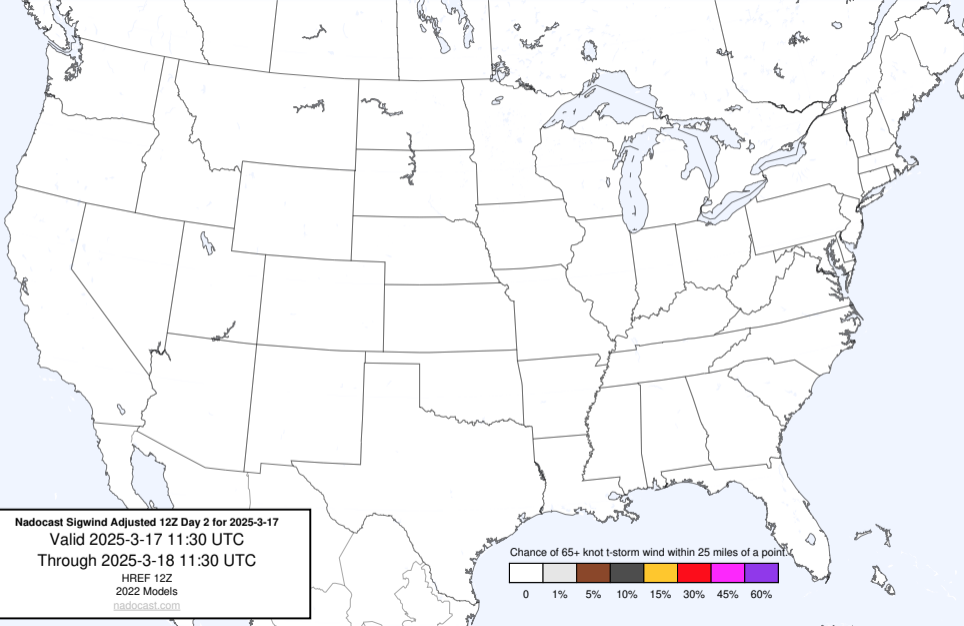 Nadocast Sigwind Adjusted 12Z Day 2 for 2025-3-17
Valid 2025-3-17 11:30 UTC
Through 2025-3-18 11:30 UTC
HREF 12Z
2022 Models
nadocast.com
Chance of 65+ knot t-storm wind within 25 miles of a point.
0 1% 5% 10% 15% 30% 45% 60%